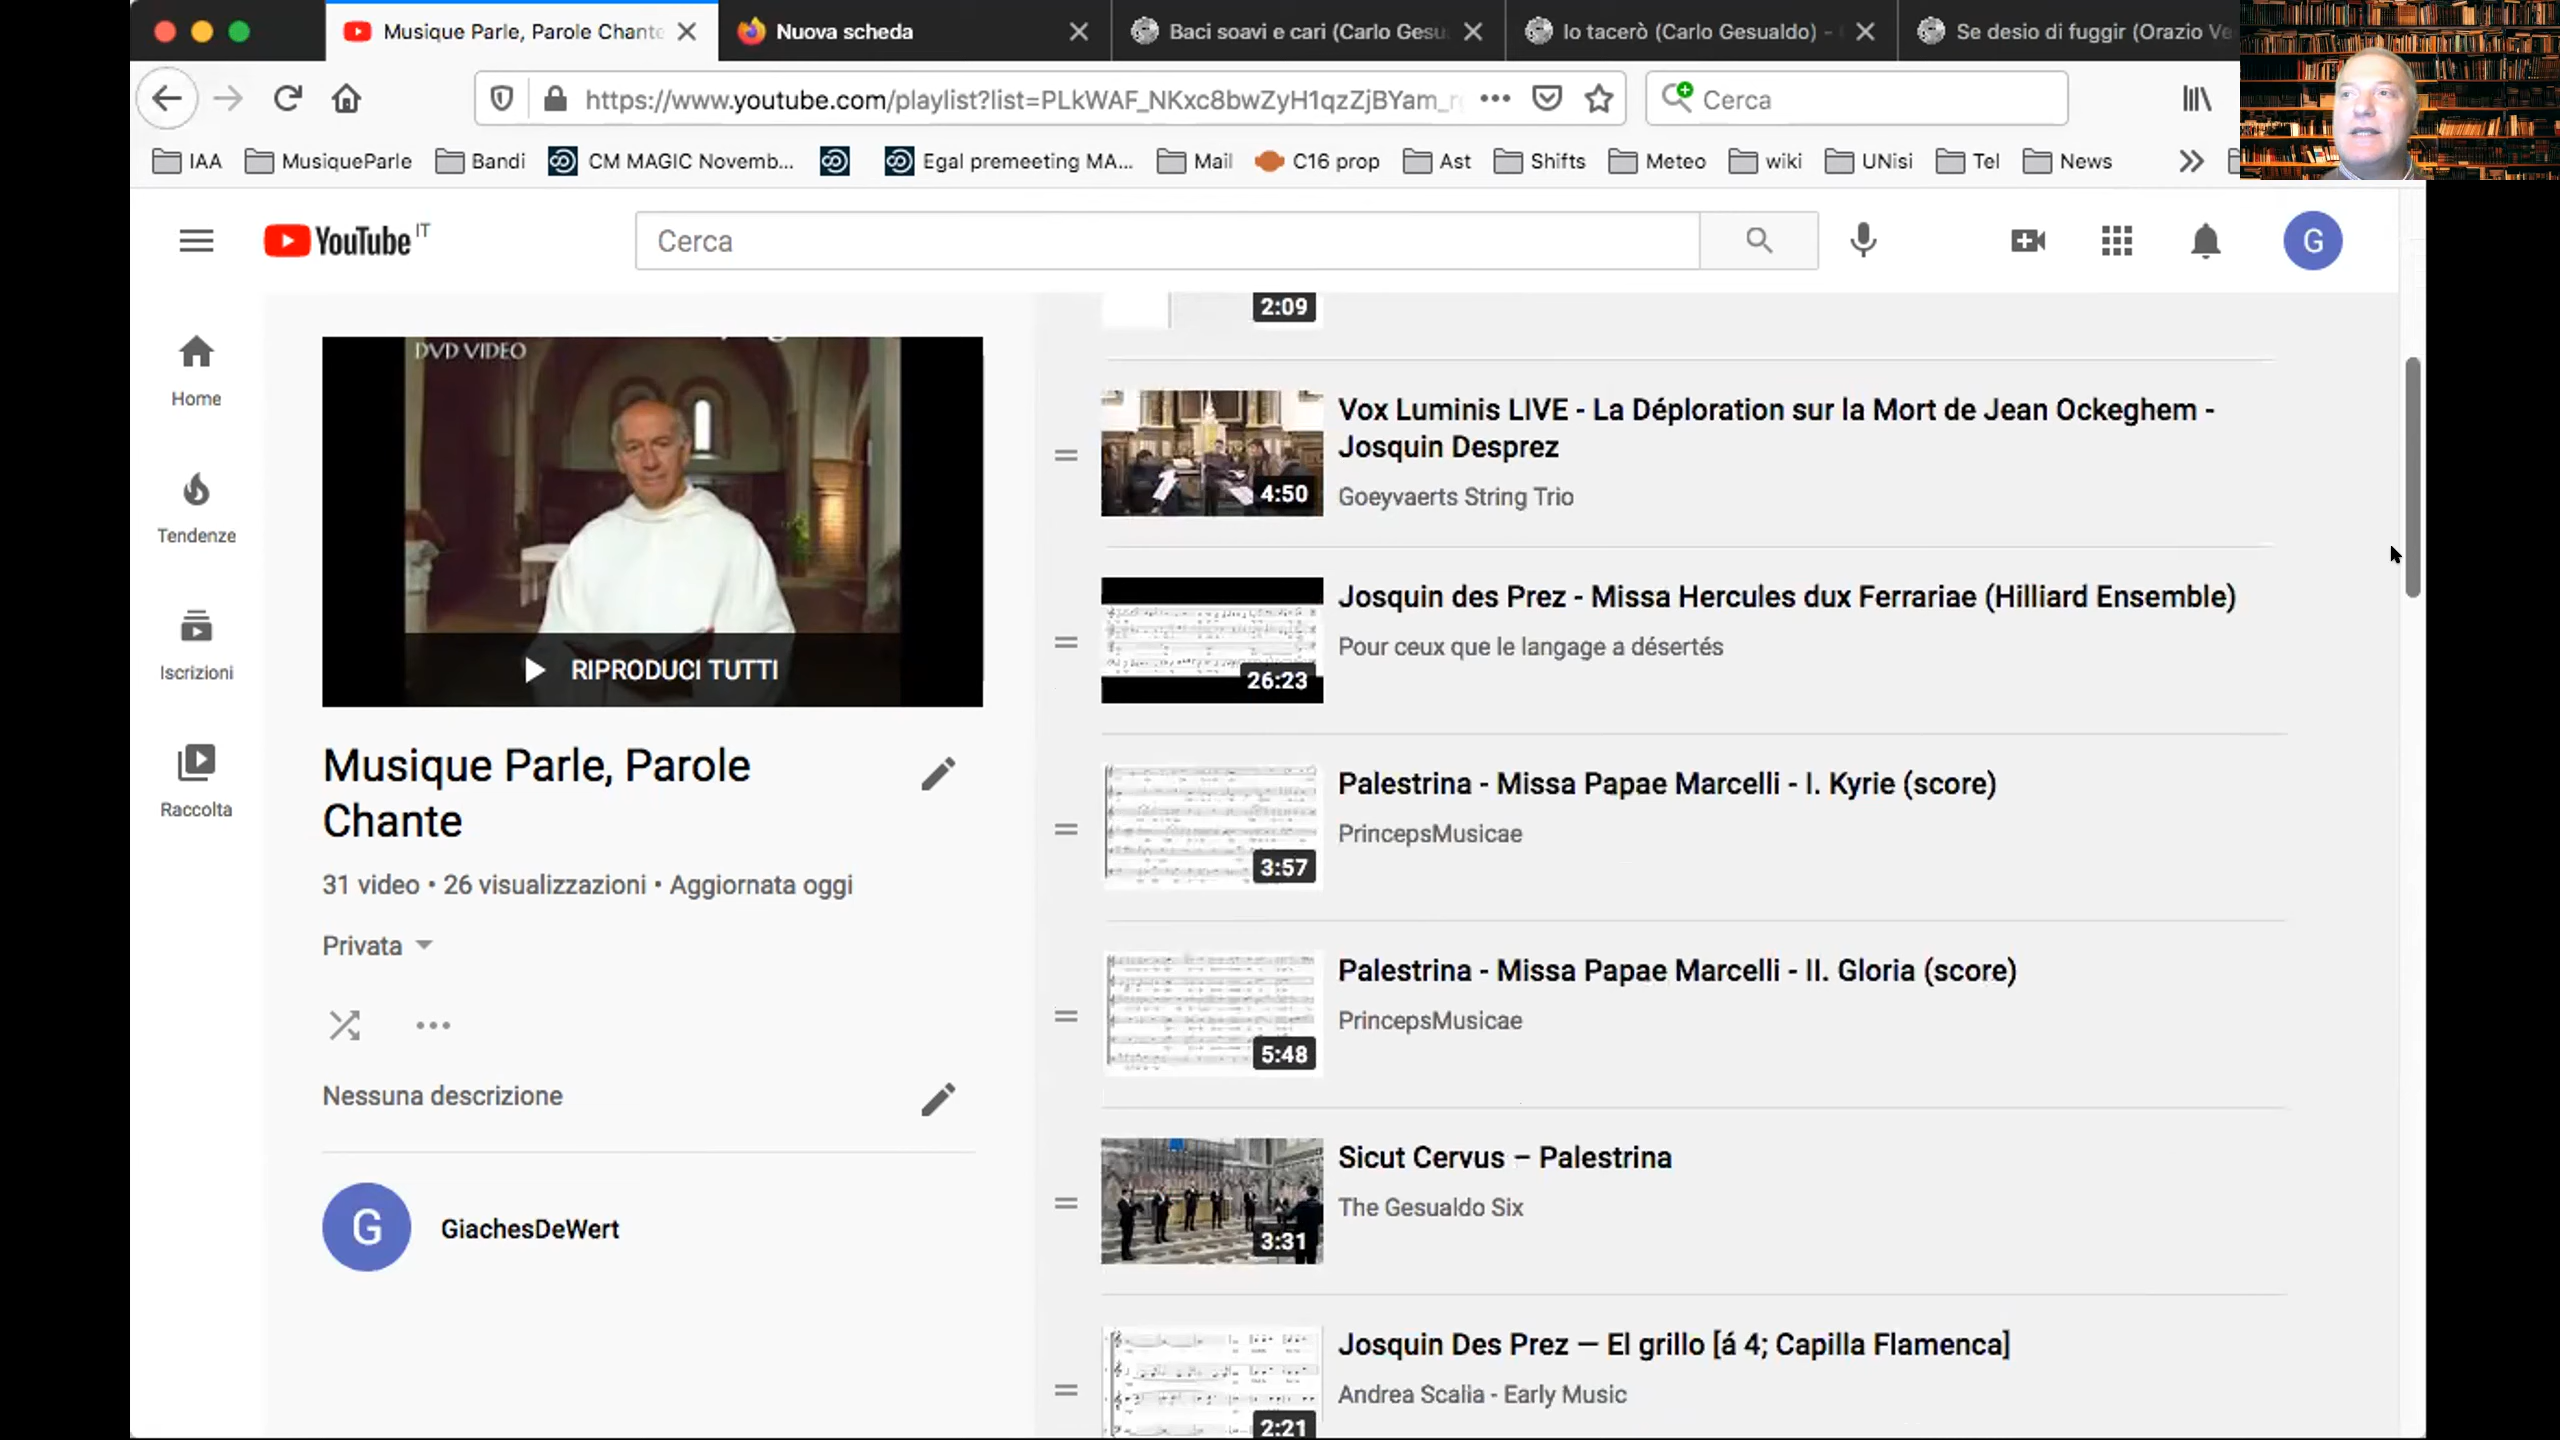 Musique Parle, Parole Chante
Nuova scheda
Baci soavi e cari (Carlo Gesu
Io tacerò (Carlo Gesualdo) -
Se desio di fuggir (Orazio Ve
https://www.youtube.com/playlist?list=PLkWAF_NKxc8bwZyH1qzZjBYam_r
Cerca
IAA
MusiqueParle
Bandi
CM MAGIC Novemb...
Egal premeeting MA...
Mail
C16 prop
Ast
Shifts
Meteo
wiki
UNisi
Tel
News
YouTube IT
Cerca
G
Home
Tendenze
Iscrizioni
Raccolta
DVD VIDEO
RIPRODUCI TUTTI
Musique Parle, Parole
Chante
31 video • 26 visualizzazioni • Aggiornata oggi
Privata
Nessuna descrizione
G
GiachesDeWert
2:09
Vox Luminis LIVE - La Déploration sur la Mort de Jean Ockeghem -
Josquin Desprez
Goeyvaerts String Trio
4:50
Josquin des Prez - Missa Hercules dux Ferrariae (Hilliard Ensemble)
Pour ceux que le langage a désertés
26:23
Palestrina - Missa Papae Marcelli - I. Kyrie (score)
PrincepsMusicae
3:57
Palestrina - Missa Papae Marcelli - II. Gloria (score)
PrincepsMusicae
5:48
Sicut Cervus – Palestrina
The Gesualdo Six
3:31
Josquin Des Prez — El grillo [á 4; Capilla Flamenca]
Andrea Scalia - Early Music
2:21